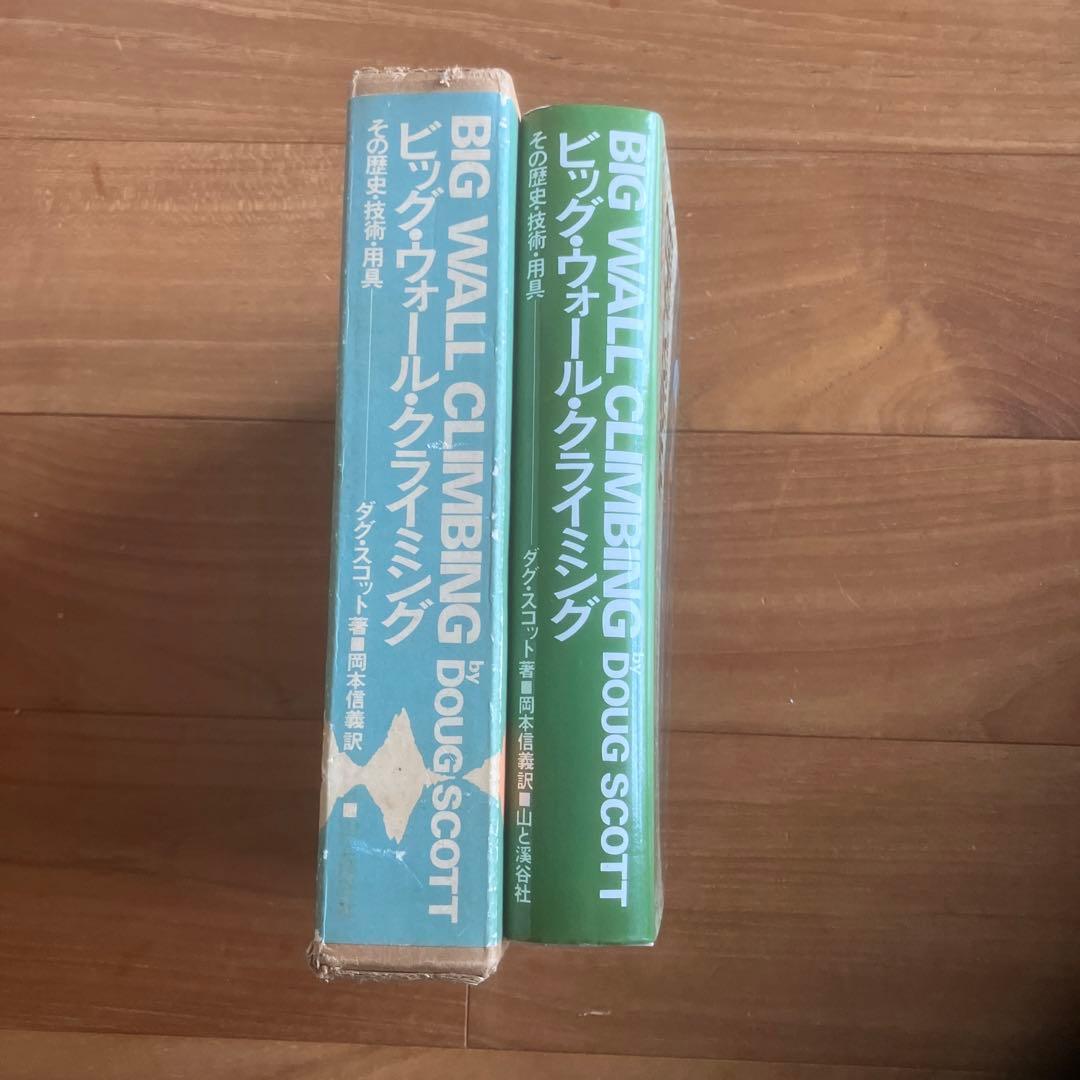 BIG WALL CLIMBING by DOUG SCOTT
ビッグ・ウォール・クライミング
その歴史・技術・用具
ダグ・スコット著■岡本信義訳■
BIG WALL CLIMBING by DOUG SCOTT
ビッグ・ウォール・クライミング
その歴史・技術・用具
ダグ・スコット著■岡本信義訳■山と溪谷社